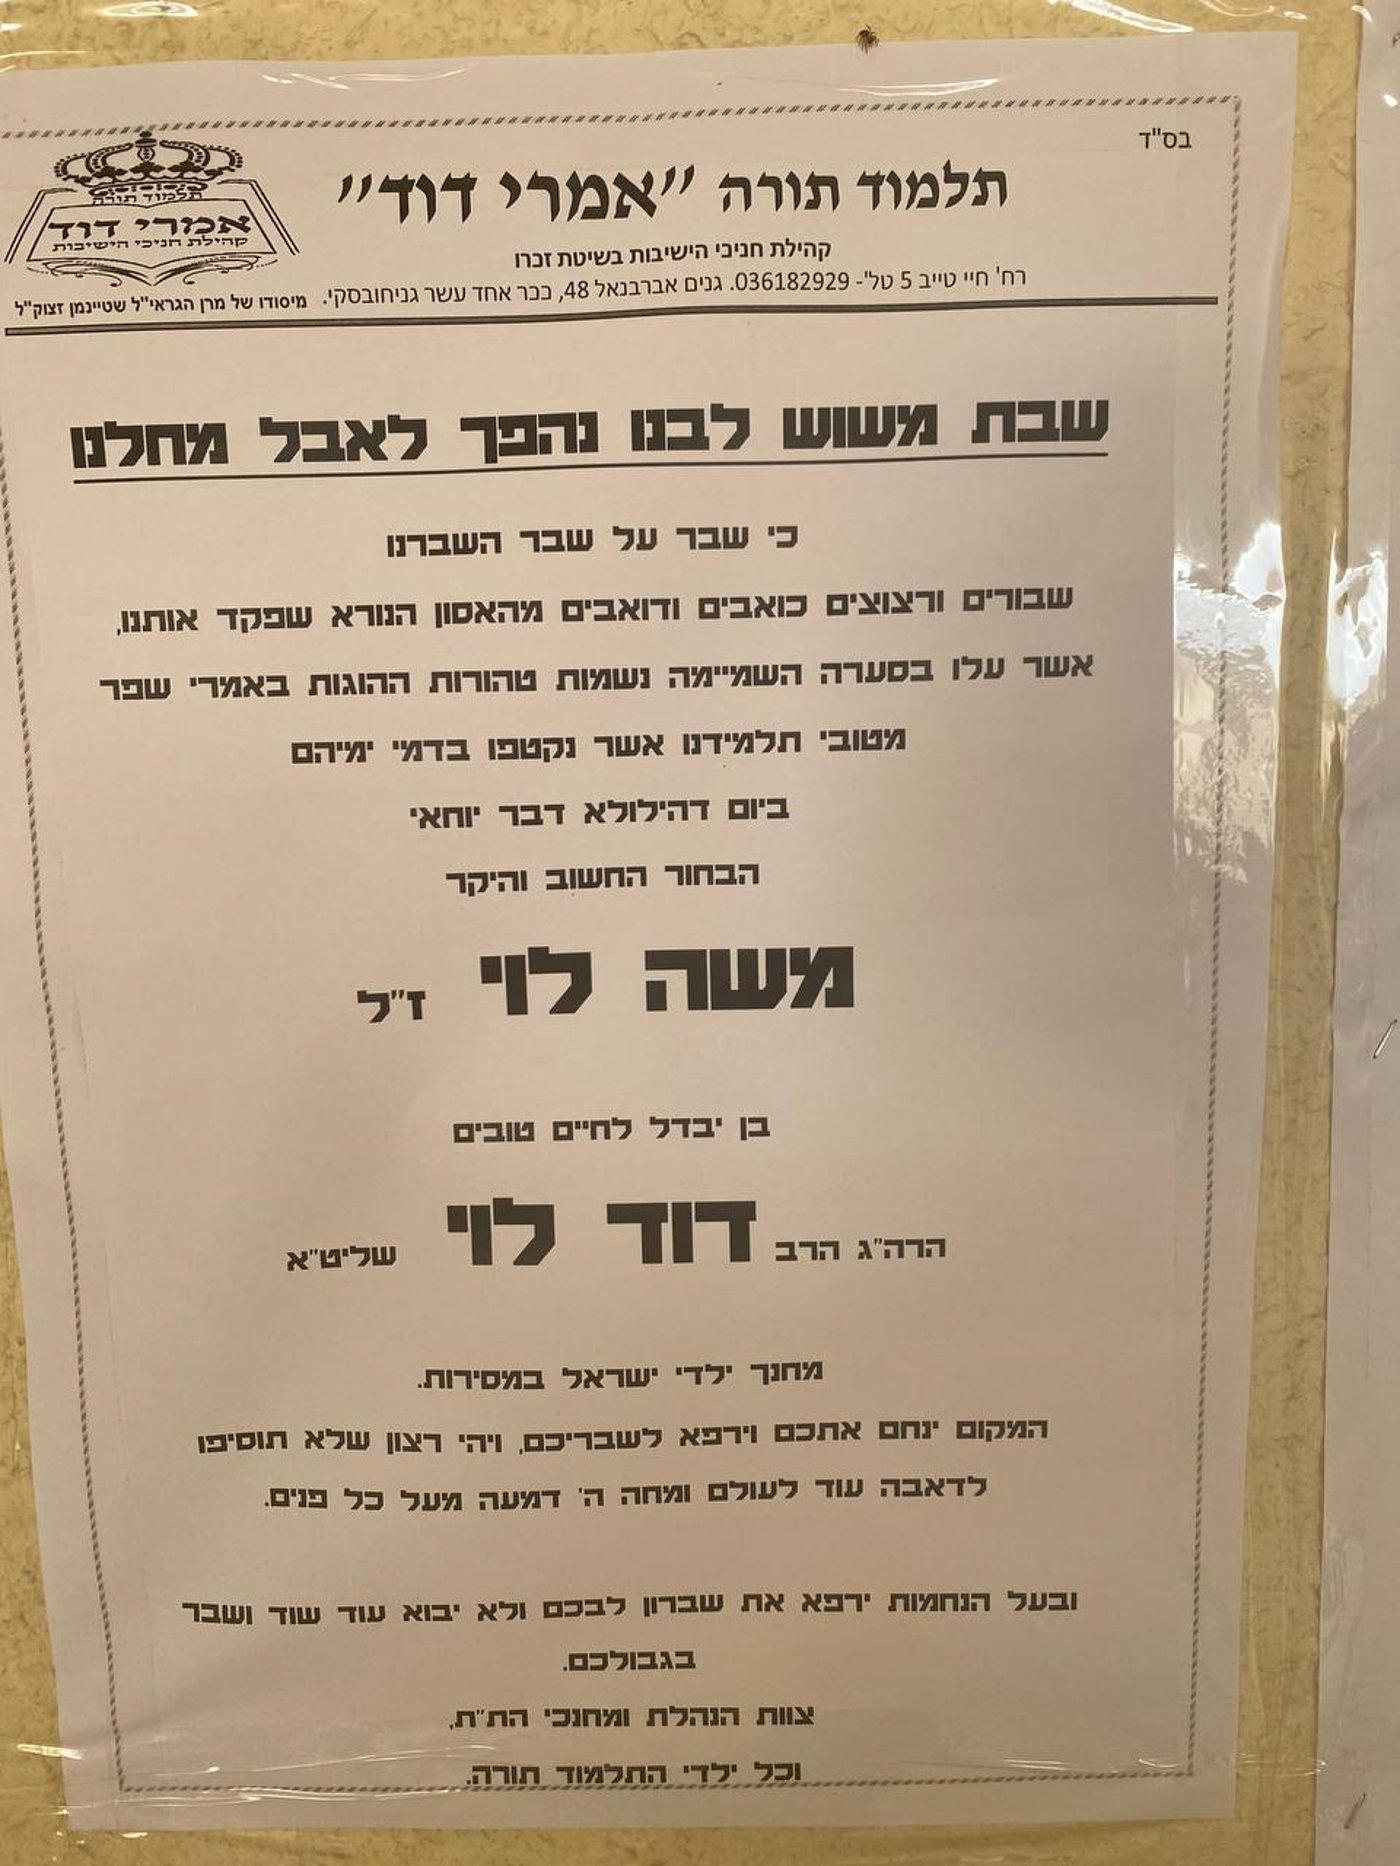 בס"ד
תלמוד תורה "אמרי דוד"
קהילת חניכי הישיבות בשיטת זכרו
רח' חיי טייב 5 טל'- 036182929. גנים אברבנאל 48, ככר אחד עשר גניחובסקי.
תלמוד תורה
אמרי דוד
קהילת חניכי הישיבות
מיסודו של מרן הגראי"ל שטיינמן זצוק"ל
שבת משוש לבנו נהפך לאבל מחלנו
כי שבר על שבר השברנו
שבורים ורצוצים כואבים ודואבים מהאסון הנורא שפקד אותנו,
אשר עלו בסערה השמיימה נשמות טהורות ההוגות באמרי שפר
מטובי תלמידנו אשר נקטפו בדמי ימיהם
ביום דהילולא דבר יוחאי
הבחור החשוב והיקר
משה לוי ז"ל
בן יבדל לחיים טובים
הרה"ג הרב דוד לוי שליט"א
מחנך ילדי ישראל במסירות.
המקום ינחם אתכם וירפא לשבריכם, ויהי רצון שלא תוסיפו
לדאבה עוד לעולם ומחה ה' דמעה מעל כל פנים.
ובעל הנחמות ירפא את שברון לבכם ולא יבוא עוד שוד ושבר
בגבולכם.
צוות הנהלת ומחנכי הת"ת,
וכל ילדי התלמוד תורה.